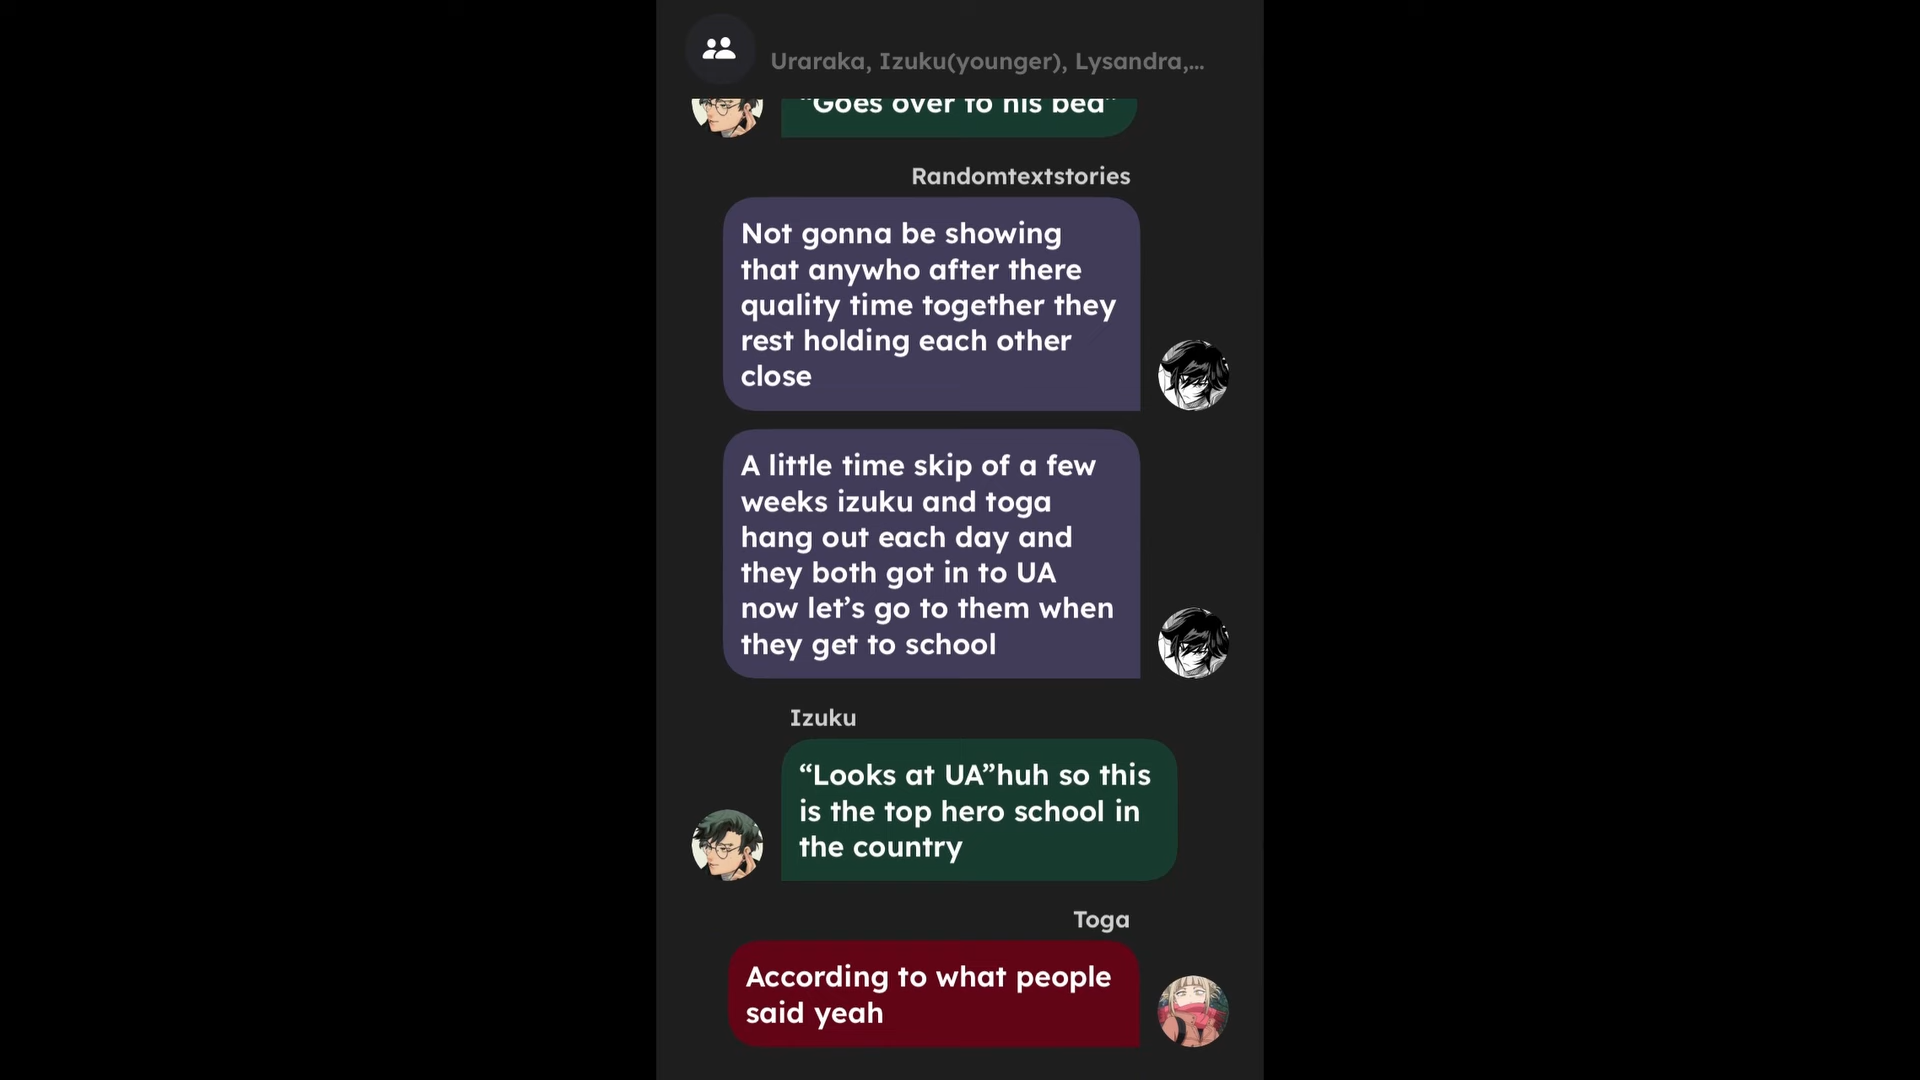 Uraraka, Izuku(younger), Lysandra,...
"Goes over to his bed"
Randomtextstories
Not gonna be showing
that anywho after there
quality time together they
rest holding each other
close
A little time skip of a few
weeks izuku and toga
hang out each day and
they both got in to UA
now let’s go to them when
they get to school
Izuku
“Looks at UA”huh so this
is the top hero school in
the country
Toga
According to what people
said yeah